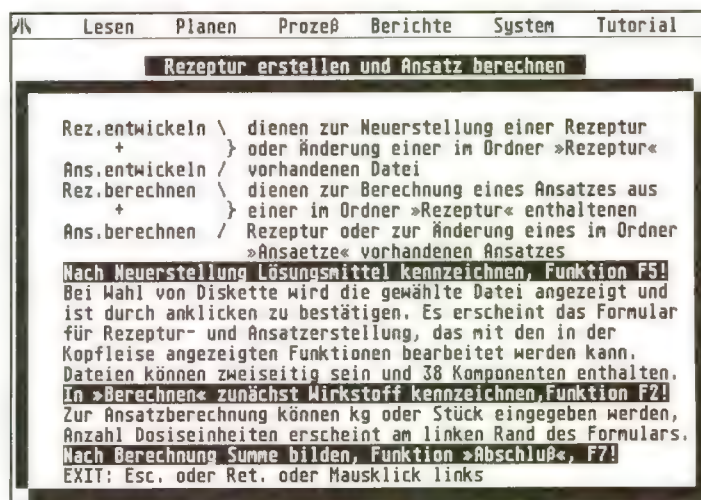 Lesen Planen Prozeß Berichte System Tutorial
Rezeptur erstellen und Ansatz berechnen
Rez.entwickeln \ dienen zur Neuerstellung einer Rezeptur
+ } oder Änderung einer im Ordner »Rezeptur«
Ans.entwickeln / vorhandenen Datei
Rez.berechnen \ dienen zur Berechnung eines Ansatzes aus
+ } einer im Ordner »Rezeptur« enthaltenen
Ans.berechnen / Rezeptur oder zur Änderung eines im Ordner
»Ansaetze« vorhandenen Ansatzes
Nach Neuerstellung Lösungsmittel kennzeichnen, Funktion F5!
Bei Wahl von Diskette wird die gewählte Datei angezeigt und
ist durch anklicken zu bestätigen. Es erscheint das Formular
für Rezeptur- und Ansatzerstellung, das mit den in der
Kopfleise angezeigten Funktionen bearbeitet werden kann.
Dateien können zweiseitig sein und 38 Komponenten enthalten.
In »Berechnen« zunächst Wirkstoff kennzeichnen,Funktion F2!
Zur Ansatzberechnung können kg oder Stück eingegeben werden,
Anzahl Dosiseinheiten erscheint am linken Rand des Formulars.
Nach Berechnung Summe bilden, Funktion »Abschluß«, F7!
EXIT: Esc. oder Ret. oder Mausklick links